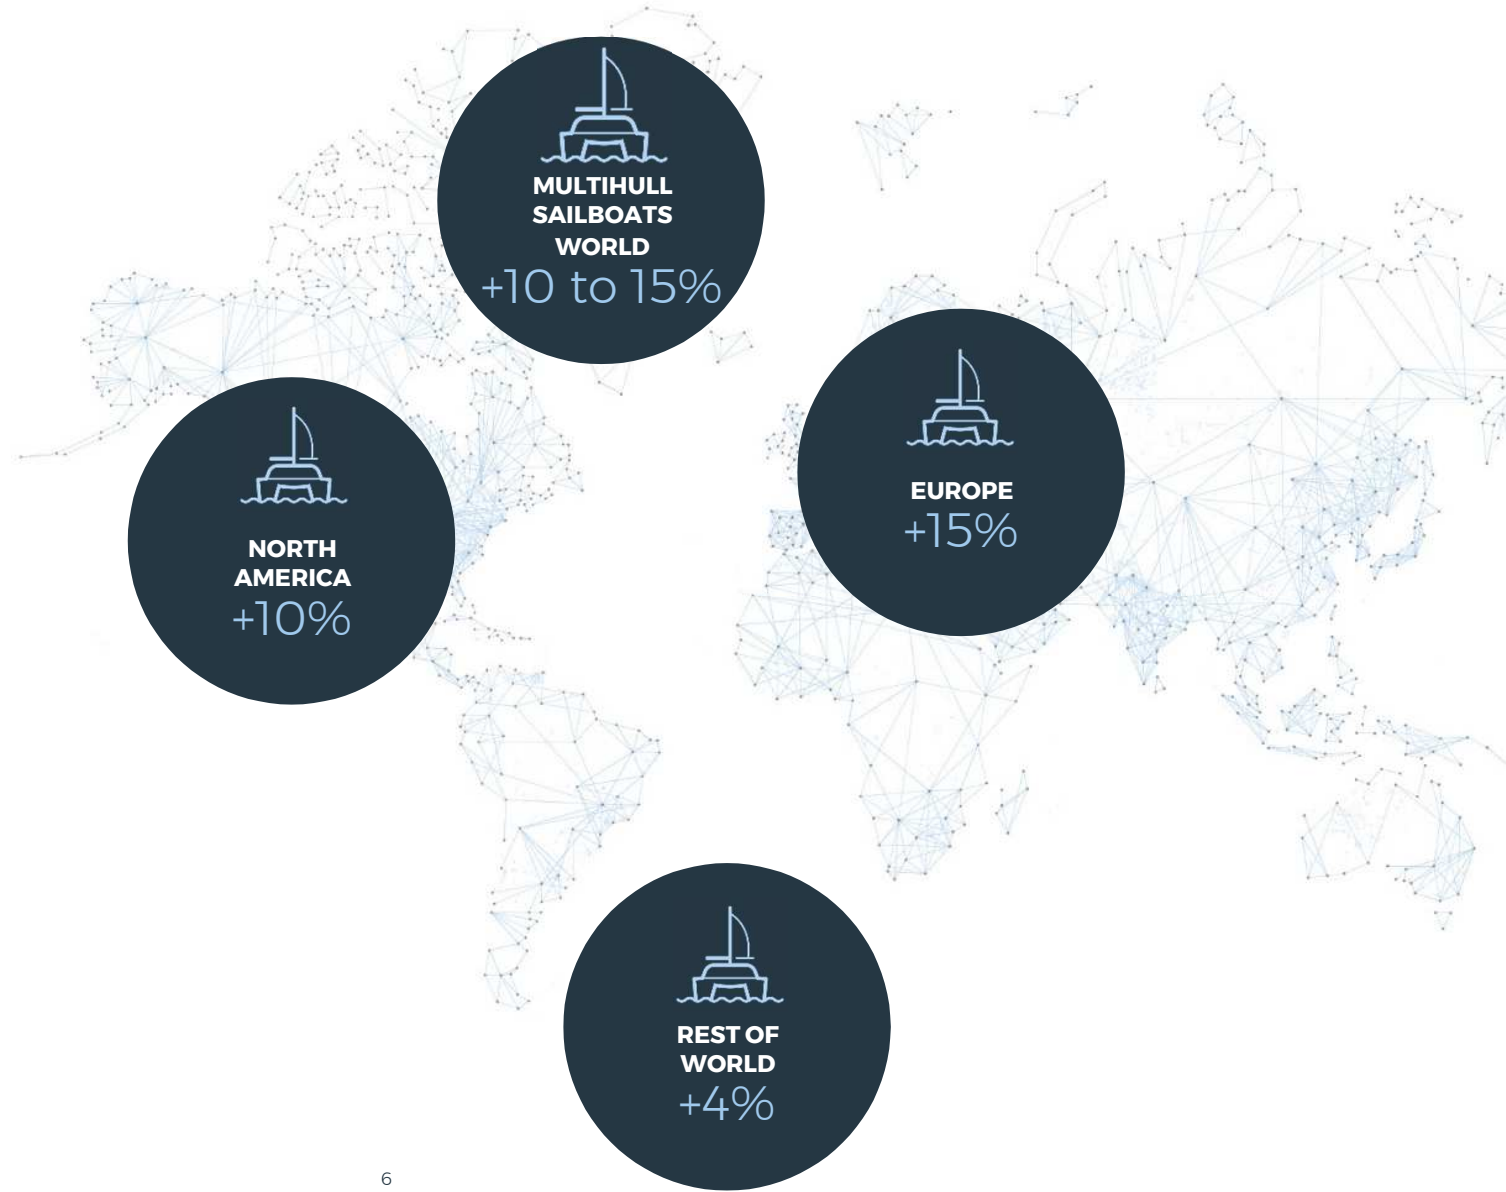 MULTIHULL
SAILBOATS
WORLD
+10 to 15%
NORTH
AMERICA
+10%
EUROPE
+15%
REST OF
WORLD
+4%
6